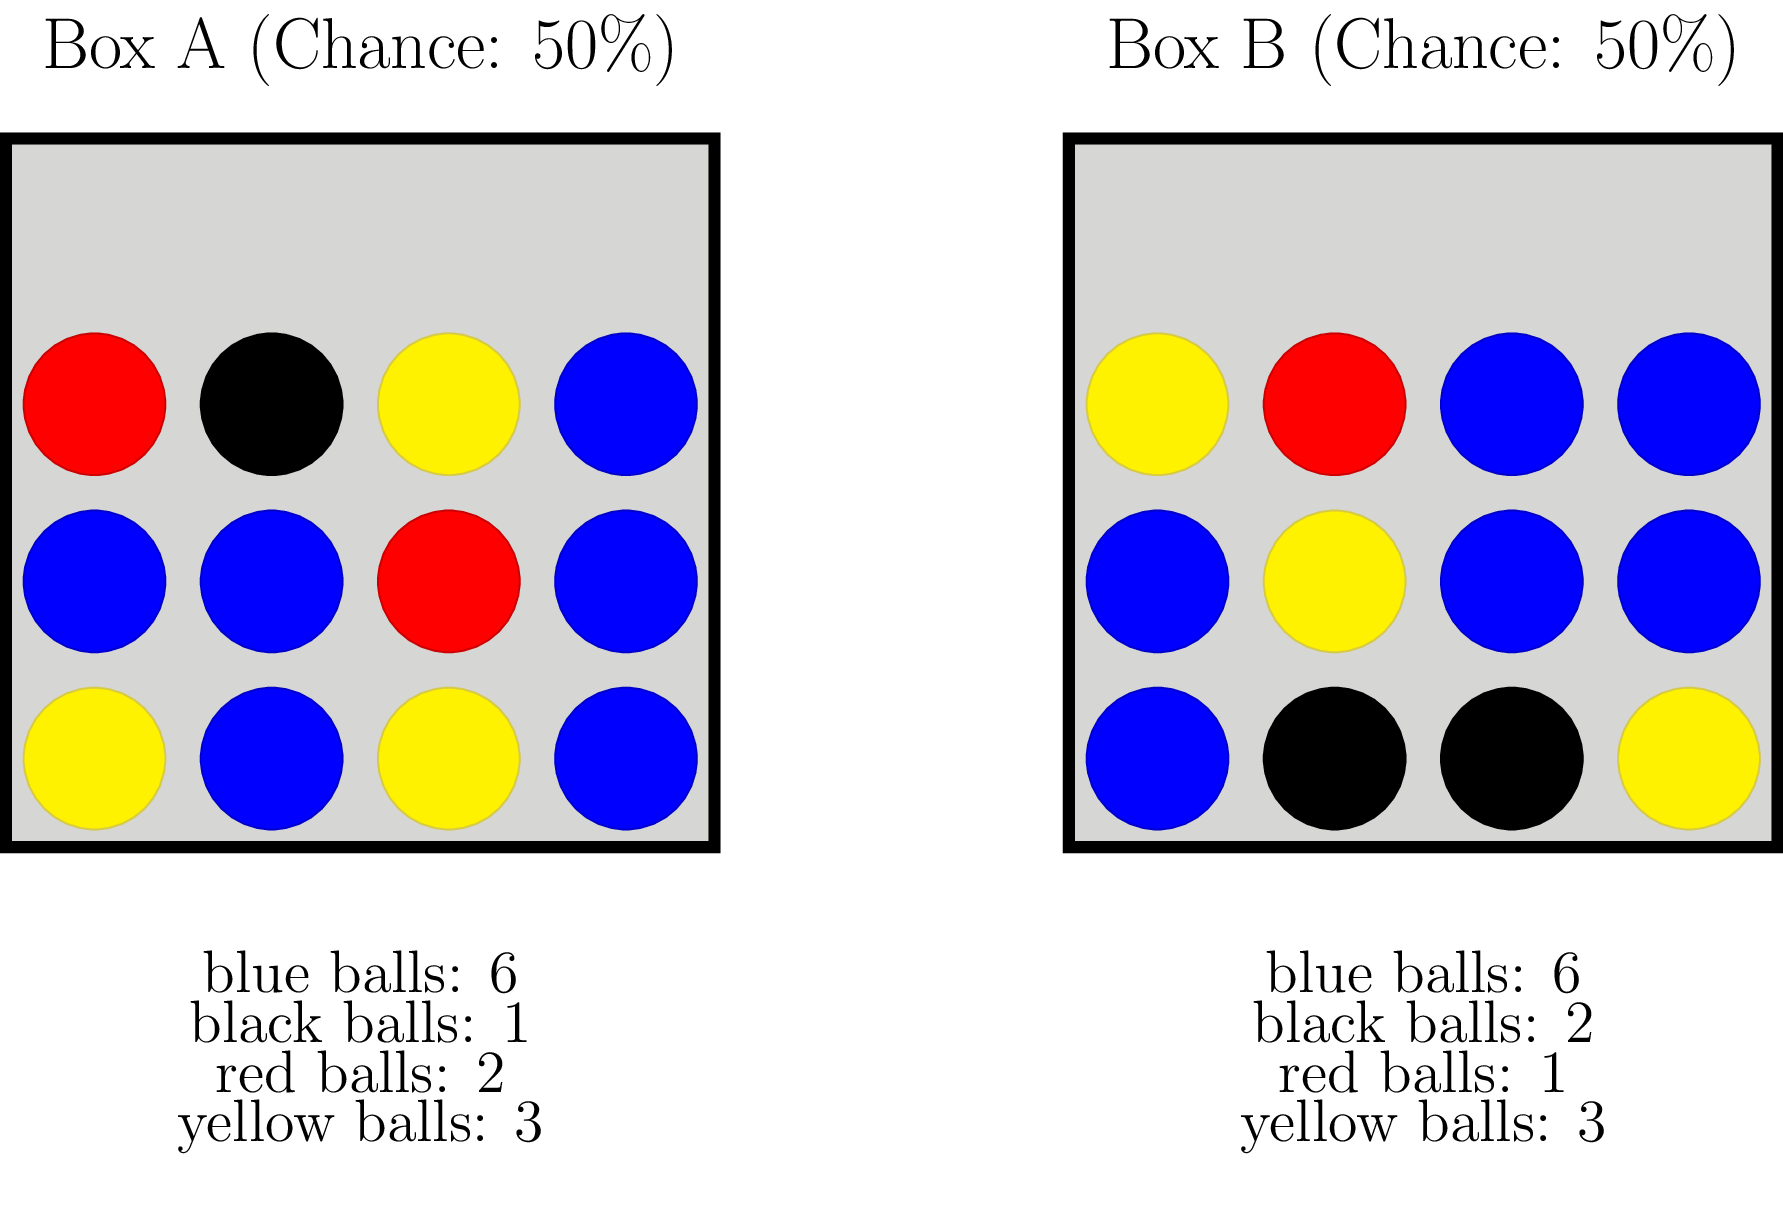 Box A (Chance: 50%)
Box B (Chance: 50%)
blue balls: 6
black balls: 1
red balls: 2
yellow balls: 3
blue balls: 6
black balls: 2
red balls: 1
yellow balls: 3